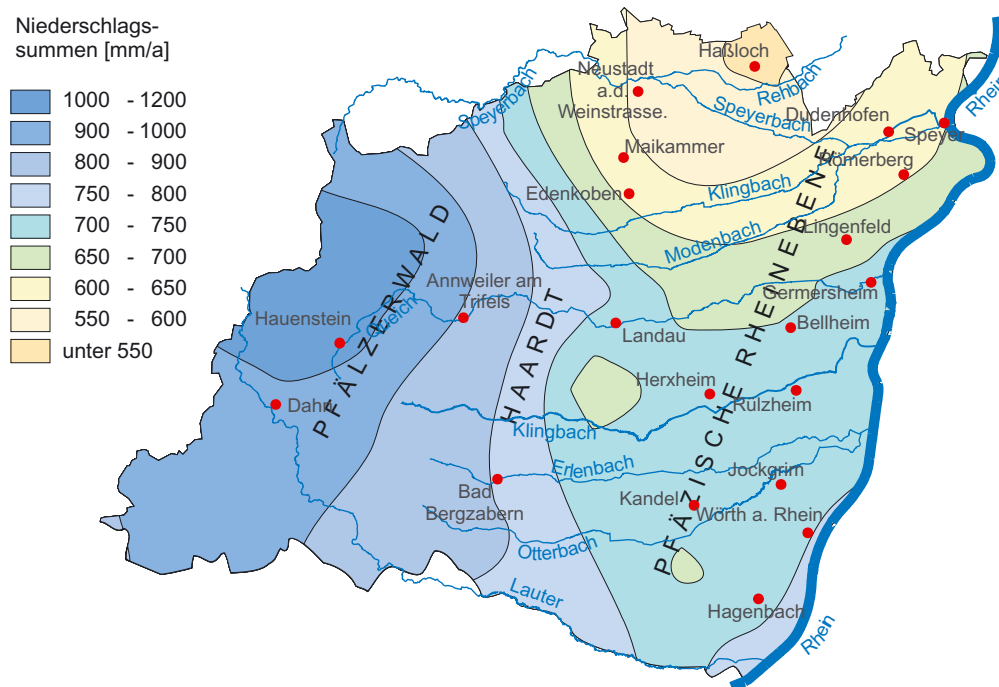 Niederschlags-
summen [mm/a]
1000 - 1200
900 - 1000
800 - 900
750 - 800
700 - 750
650 - 700
600 - 650
550 - 600
unter 550
Haßloch
Neustadt
a.d.
Weinstrasse.
Rehbach
Speyerbach
Speyerbach
Dudenhofen
Speyer
Rhein
Maikammer
Römerberg
Edenkoben
Klingbach
Modenbach
Lingenfeld
Annweiler am
Trifels
Germersheim
Hauenstein
Queich
Landau
Bellheim
PFÄLZERWALD
HAARDT
PFÄZISCHE RHEINEBENE
Dahn
Herxheim
Rülzheim
Klingbach
Erlenbach
Jockgrim
Bad
Bergzabern
Kandel
Wörth a. Rhein
Otterbach
Lauter
Hagenbach
Rhein